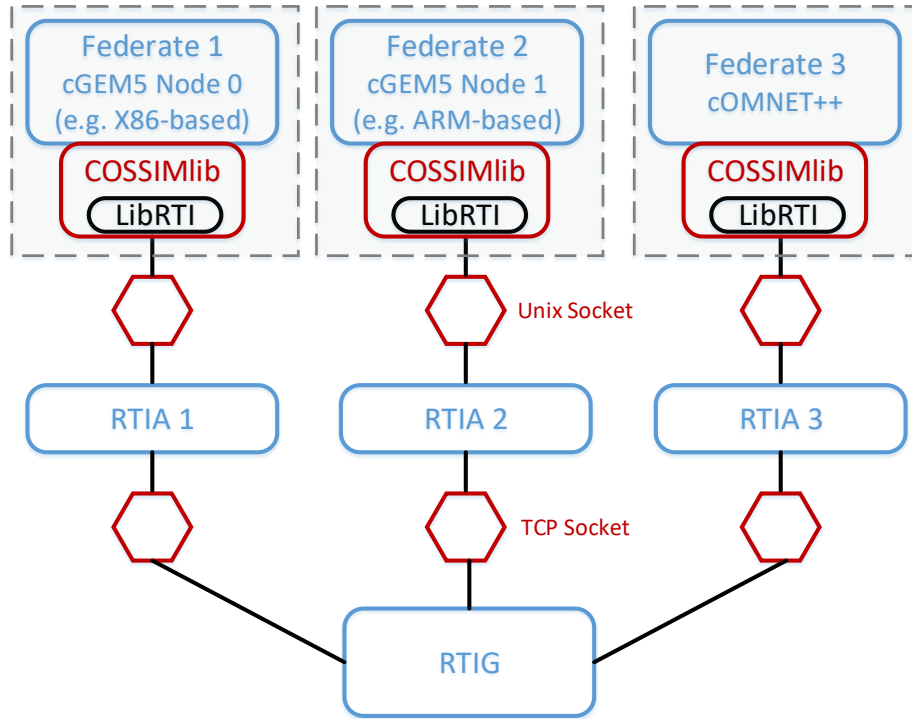 Federate 1
cGEM5 Node 0
(e.g. X86-based)
COSSIMlib
LibRTI
Federate 2
cGEM5 Node 1
(e.g. ARM-based)
COSSIMlib
LibRTI
Federate 3
cOMNET++
COSSIMlib
LibRTI
Unix Socket
RTIA 1
RTIA 2
RTIA 3
TCP Socket
RTIG